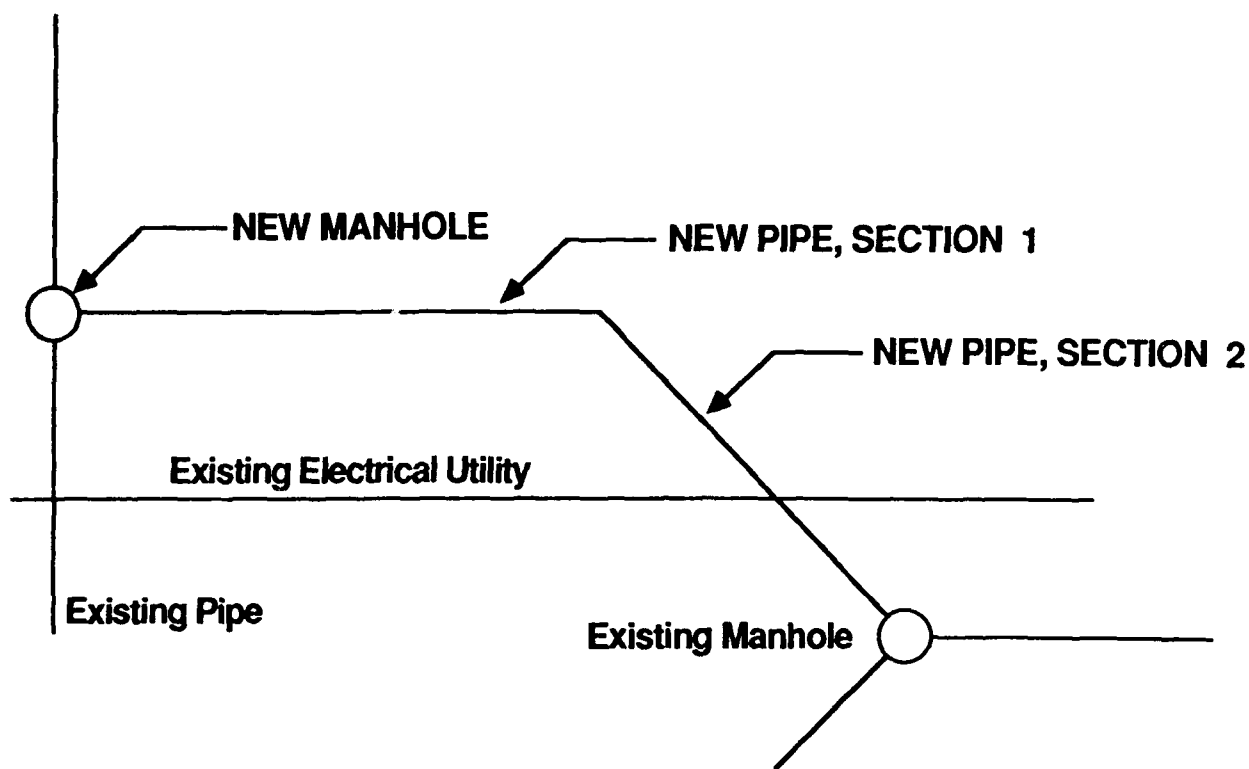 NEW MANHOLE
NEW PIPE, SECTION 1
NEW PIPE, SECTION 2
Existing Electrical Utility
Existing Pipe
Existing Manhole